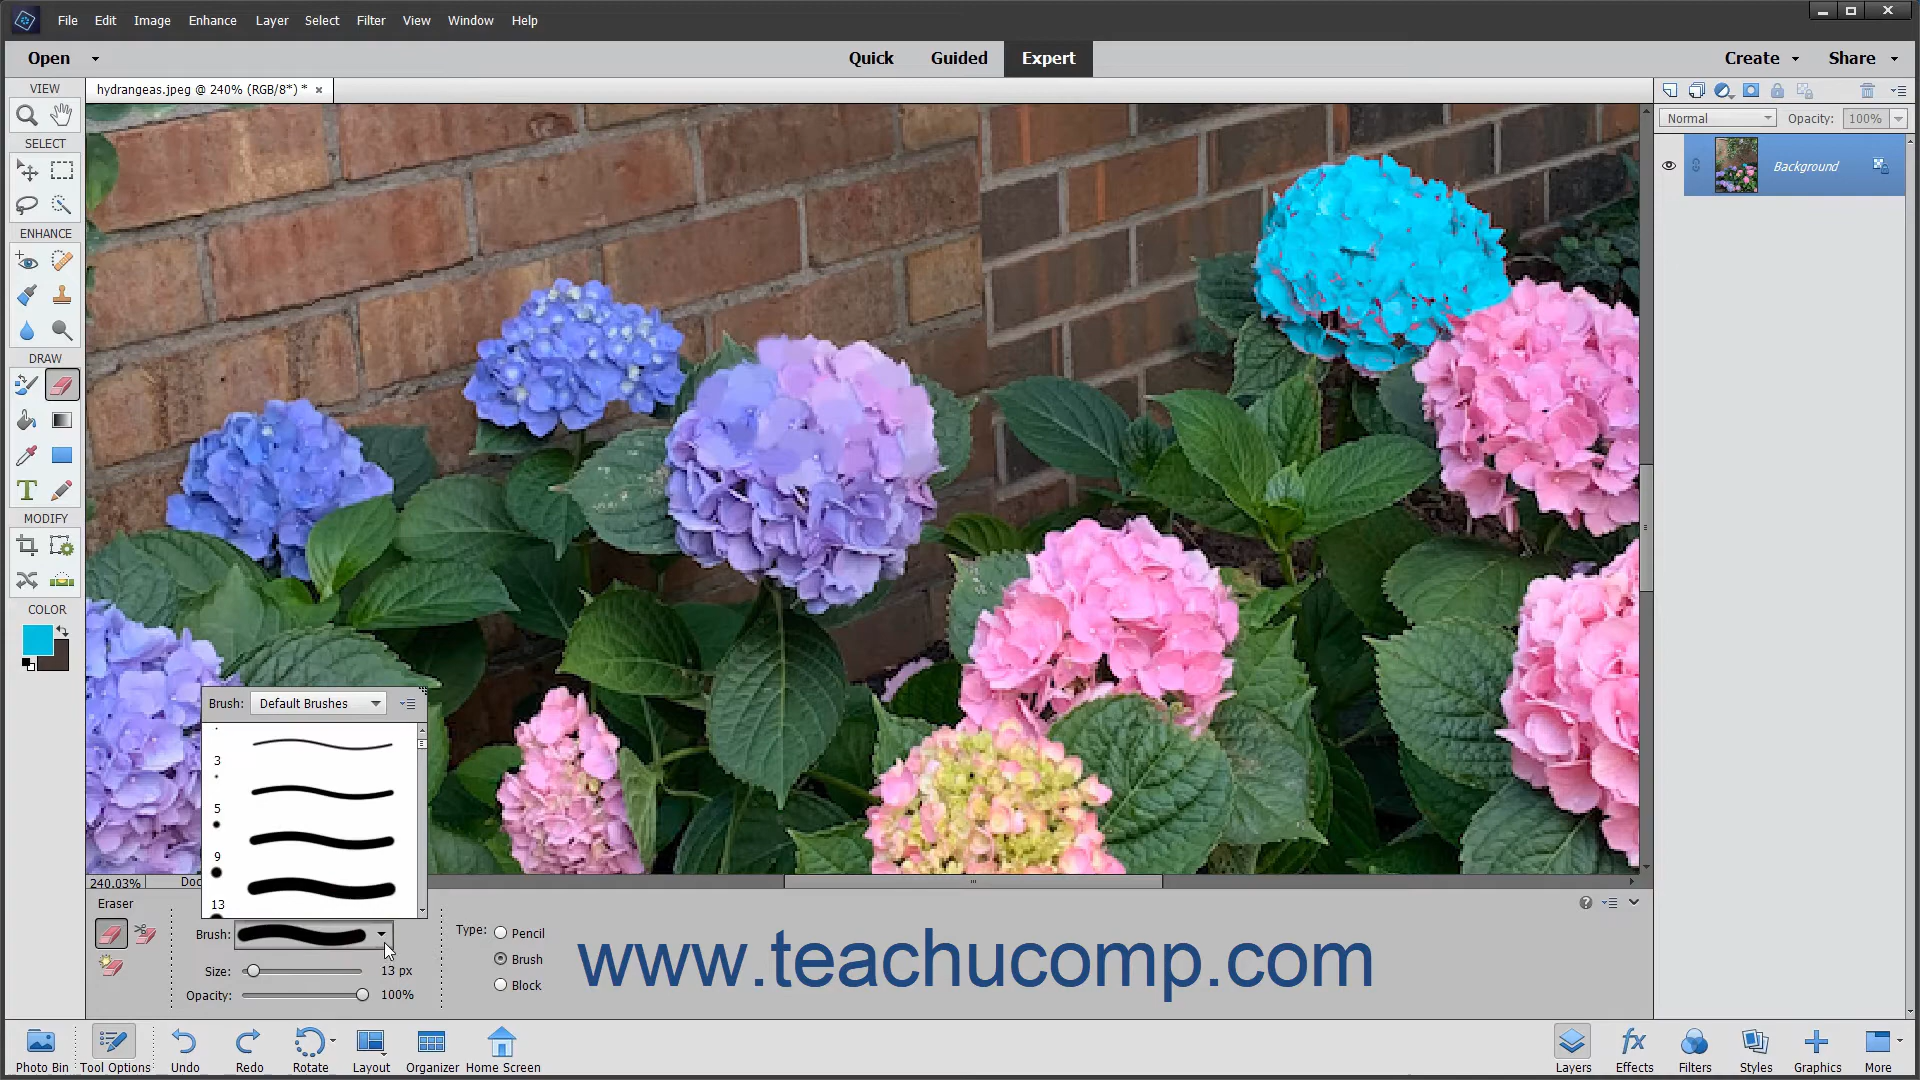 File Edit Image Enhance Layer Select Filter View Window Help
Open Quick Guided Expert Create Share
VIEW
hydrangeas.jpeg @ 240% (RGB/8*) * ×
Normal Opacity: 100%
SELECT
Background
ENHANCE
DRAW
MODIFY
COLOR
Brush: Default Brushes
3
5
9
13
240.03% Doc
Eraser
Brush:
Size: 13 px
Opacity: 100%
Type: Pencil
Brush
Block
www.teachucomp.com
Photo Bin Tool Options Undo Redo Rotate Layout Organizer Home Screen Layers Effects Filters Styles Graphics More